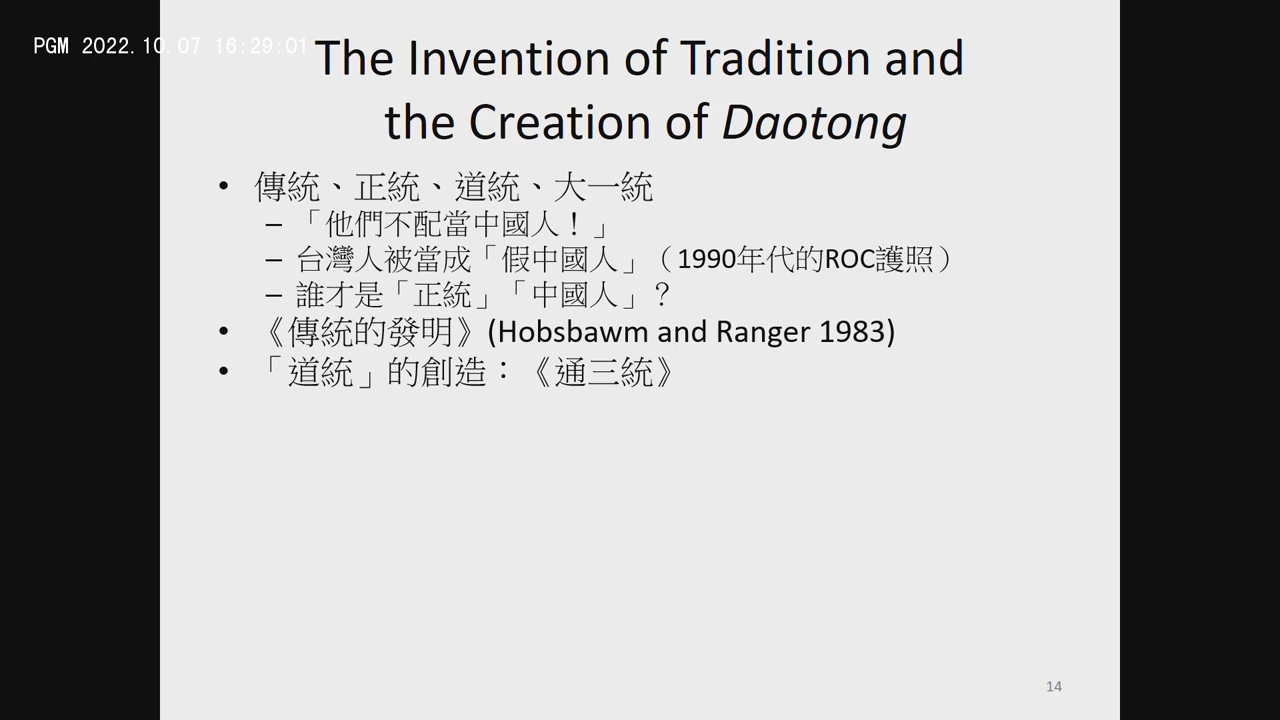 PGM 2022.10.07 16:29:01
The Invention of Tradition and
the Creation of Daotong
• 傳統、正統、道統、大一統
– 「他們不配當中國人！」
– 台灣人被當成「假中國人」（1990年代的ROC護照）
– 誰才是「正統」「中國人」？
• 《傳統的發明》(Hobsbawm and Ranger 1983)
• 「道統」的創造：《通三統》
14